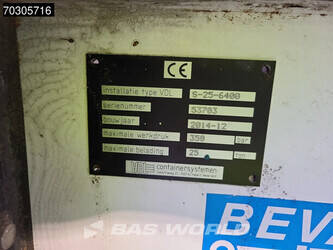 70305716
CE
installatie type VDL S-25-6400
serienummer 53703
bouwjaar 2014-12
maximale werkdruk 350 bar
maximale belading 25 ton
containersystemen
BAS WORLD
BEV